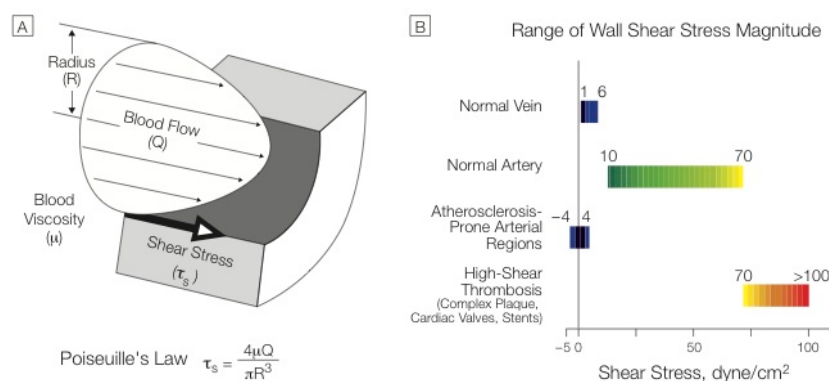 A
Radius
(R)
Blood Flow
(Q)
Blood
Viscosity
(μ)
Shear Stress
(τs)
Poiseuille's Law τs = 4μQ / πR³
B
Range of Wall Shear Stress Magnitude
Normal Vein
1 6
Normal Artery
10 70
Atherosclerosis-
Prone Arterial
Regions
−4 4
High-Shear
Thrombosis
(Complex Plaque,
Cardiac Valves, Stents)
70 >100
−5 0 50 100
Shear Stress, dyne/cm²